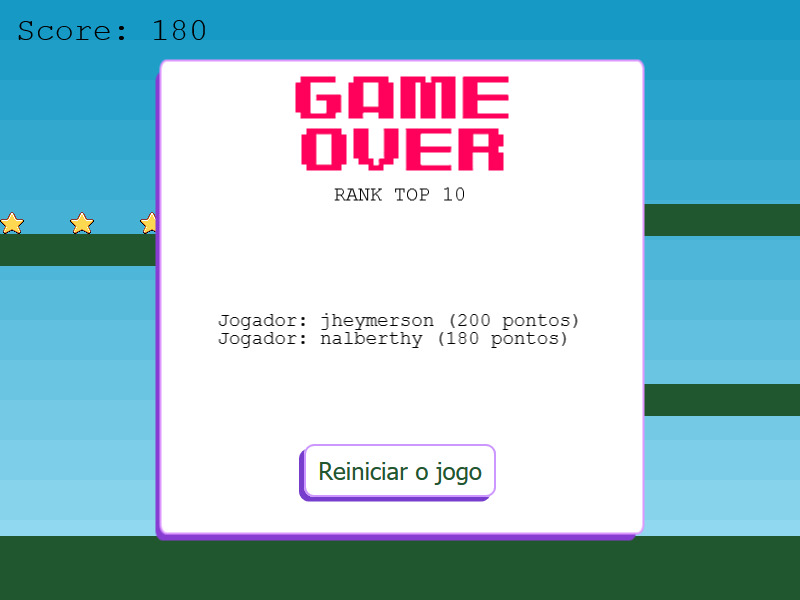 Score: 180
GAME
OVER
RANK TOP 10
Jogador: jheymerson (200 pontos)
Jogador: nalberthy (180 pontos)
Reiniciar o jogo